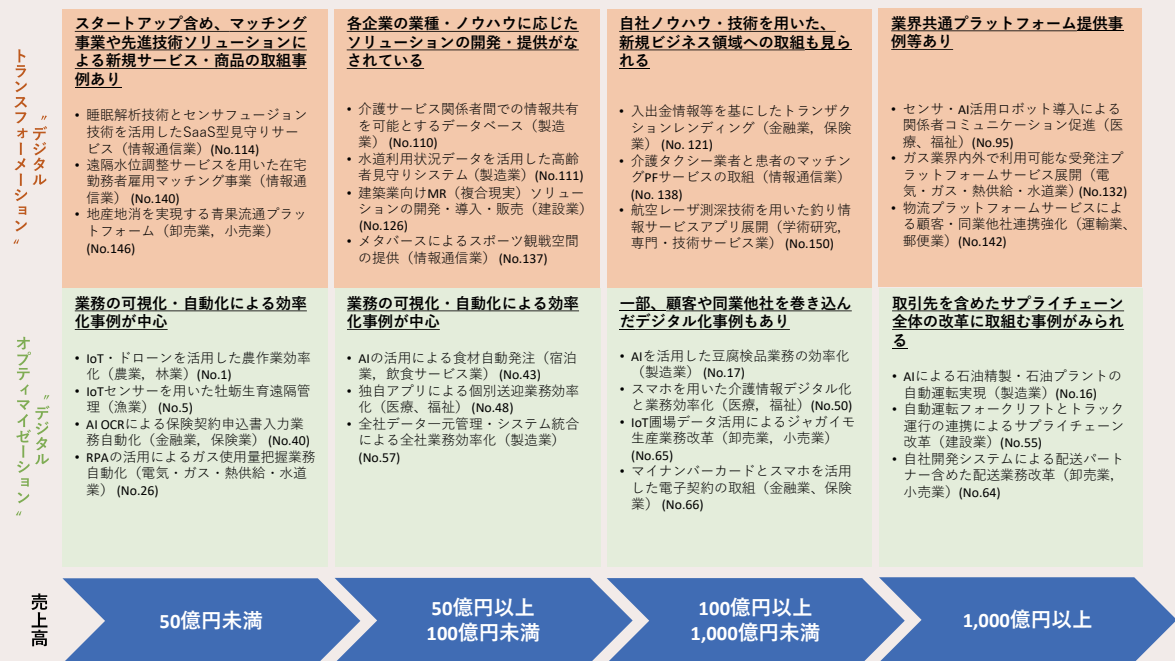 ”デジタル
トランスフォーメーション“
スタートアップ含め、マッチング
事業や先進技術ソリューションに
よる新規サービス・商品の取組事
例あり
• 睡眠解析技術とセンサフュージョン
技術を活用したSaaS型見守りサー
ビス（情報通信業）(No.114)
• 遠隔水位調整サービスを用いた在宅
勤務者雇用マッチング事業（情報通
信業） (No.140)
• 地産地消を実現する青果流通プラッ
トフォーム（卸売業，小売業）
(No.146)
各企業の業種・ノウハウに応じた
ソリューションの開発・提供がな
されている
• 介護サービス関係者間での情報共有
を可能とするデータベース（製造
業） (No.110)
• 水道利用状況データを活用した高齢
者見守りシステム（製造業）(No.111)
• 建築業向けMR（複合現実）ソリュー
ションの開発・導入・販売（建設業）
(No.126)
• メタバースによるスポーツ観戦空間
の提供（情報通信業） (No.137)
自社ノウハウ・技術を用いた、
新規ビジネス領域への取組も見ら
れる
• 入出金情報等を基にしたトランザク
ションレンディング（金融業，保険
業） (No. 121)
• 介護タクシー業者と患者のマッチン
グPFサービスの取組（情報通信業）
(No. 138)
• 航空レーザ測深技術を用いた釣り情
報サービスアプリ展開（学術研究，
専門・技術サービス業）(No.150)
業界共通プラットフォーム提供事
例等あり
• センサ・AI活用ロボット導入による
関係者コミュニケーション促進（医
療、福祉）(No.95)
• ガス業界内外で利用可能な受発注プ
ラットフォームサービス展開（電
気・ガス・熱供給・水道業）(No.132)
• 物流プラットフォームサービスによ
る顧客・同業他社連携強化（運輸業、
郵便業）(No.142)
”デジタル
オプティマイゼーション“
業務の可視化・自動化による効率
化事例が中心
• IoT・ドローンを活用した農作業効率
化（農業，林業）(No.1)
• IoTセンサーを用いた牡蛎生育遠隔管
理（漁業）(No.5)
• AI OCRによる保険契約申込書入力業
務自動化（金融業，保険業）(No.40)
• RPAの活用によるガス使用量把握業務
自動化（電気・ガス・熱供給・水道
業） (No.26)
業務の可視化・自動化による効率
化事例が中心
• AIの活用による食材自動発注（宿泊
業，飲食サービス業）(No.43)
• 独自アプリによる個別送迎業務効率
化（医療、福祉）(No.48)
• 全社データ一元管理・システム統合
による全社業務効率化（製造業）
(No.57)
一部、顧客や同業他社を巻き込ん
だデジタル化事例もあり
• AIを活用した豆腐検品業務の効率化
（製造業）(No.17)
• スマホを用いた介護情報デジタル化
と業務効率化（医療，福祉）(No.50)
• IoT圃場データ活用によるジャガイモ
生産業務改革（卸売業，小売業）
(No.65)
• マイナンバーカードとスマホを活用
した電子契約の取組（金融業、保険
業） (No.66)
取引先を含めたサプライチェーン
全体の改革に取組む事例がみられ
る
• AIによる石油精製・石油プラントの
自動運転実現（製造業）(No.16)
• 自動運転フォークリフトとトラック
運行の連携によるサプライチェーン
改革（建設業）(No.55)
• 自社開発システムによる配送パート
ナー含めた配送業務改革（卸売業，
小売業）(No.64)
売上高
50億円未満
50億円以上
100億円未満
100億円以上
1,000億円未満
1,000億円以上